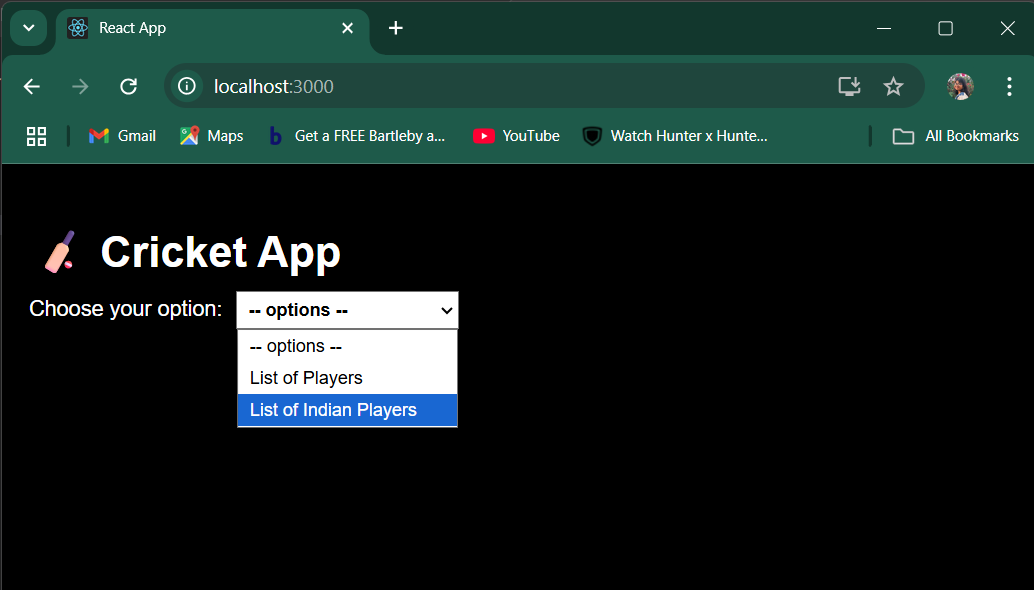 React App
localhost:3000
Gmail
Maps
b
Get a FREE Bartleby a...
YouTube
Watch Hunter x Hunte...
All Bookmarks
Cricket App
Choose your option:
-- options --
-- options --
List of Players
List of Indian Players